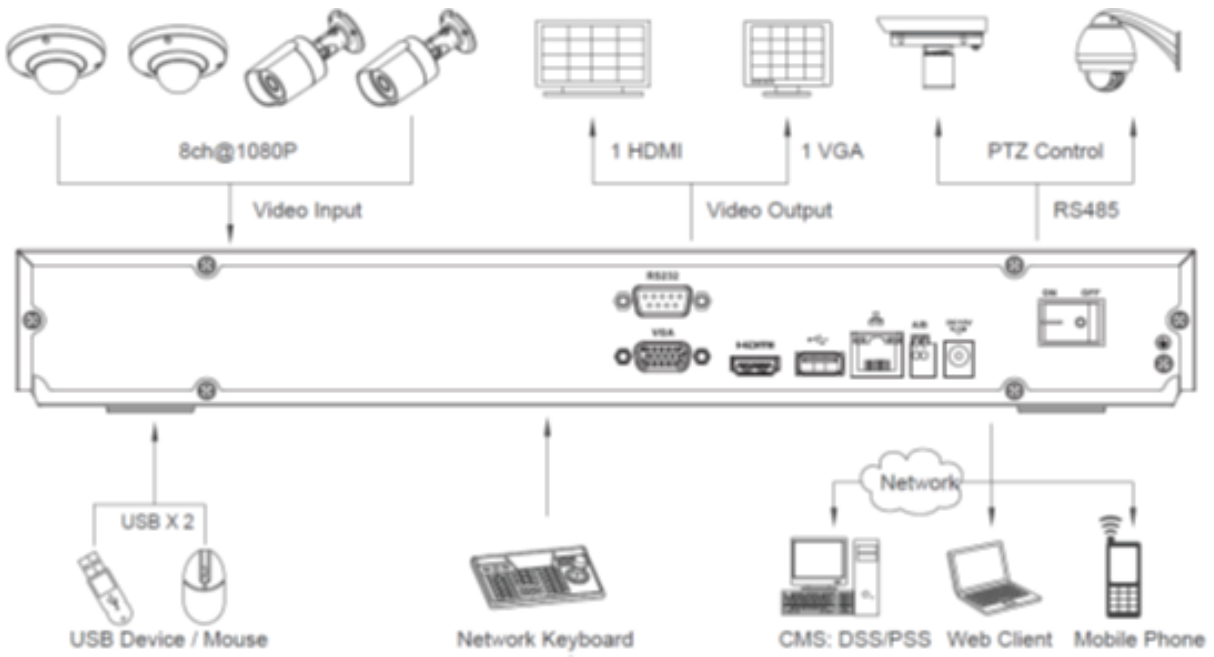 8ch@1080P
1 HDMI
1 VGA
PTZ Control
Video Input
Video Output
RS485
RS232
ON OFF
VGA
HDMI
A/B
USB X 2
Network
USB Device / Mouse
Network Keyboard
CMS: DSS/PSS
Web Client
Mobile Phone